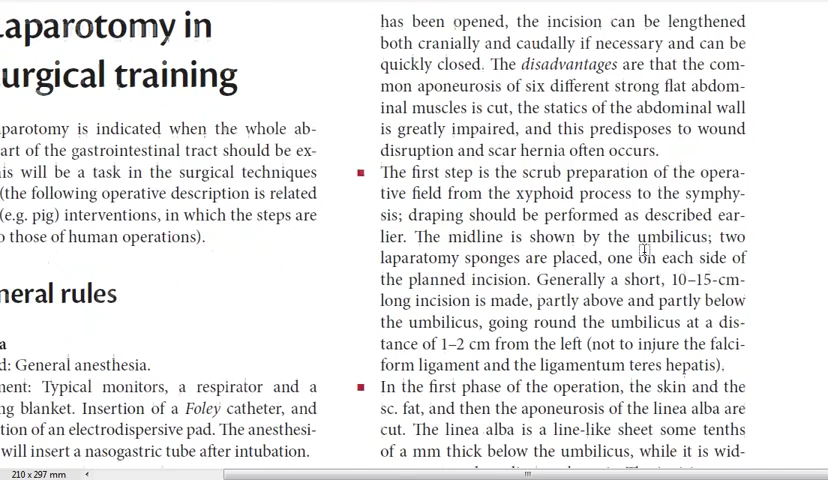 aparotomy in
urgical training
parotomy is indicated when the whole ab-
art of the gastrointestinal tract should be ex-
is will be a task in the surgical techniques
(the following operative description is related
(e.g. pig) interventions, in which the steps are
o those of human operations).
neral rules
a
d: General anesthesia.
ment: Typical monitors, a respirator and a
ng blanket. Insertion of a Foley catheter, and
tion of an electrodispersive pad. The anesthesi-
will insert a nasogastric tube after intubation.
has been opened, the incision can be lengthened
both cranially and caudally if necessary and can be
quickly closed. The disadvantages are that the com-
mon aponeurosis of six different strong flat abdom-
inal muscles is cut, the statics of the abdominal wall
is greatly impaired, and this predisposes to wound
disruption and scar hernia often occurs.
The first step is the scrub preparation of the opera-
tive field from the xyphoid process to the symphy-
sis; draping should be performed as described ear-
lier. The midline is shown by the umbilicus; two
laparatomy sponges are placed, one on each side of
the planned incision. Generally a short, 10–15-cm-
long incision is made, partly above and partly below
the umbilicus, going round the umbilicus at a dis-
tance of 1–2 cm from the left (not to injure the falci-
form ligament and the ligamentum teres hepatis).
In the first phase of the operation, the skin and the
sc. fat, and then the aponeurosis of the linea alba are
cut. The linea alba is a line-like sheet some tenths
of a mm thick below the umbilicus, while it is wid-
210 x 297 mm